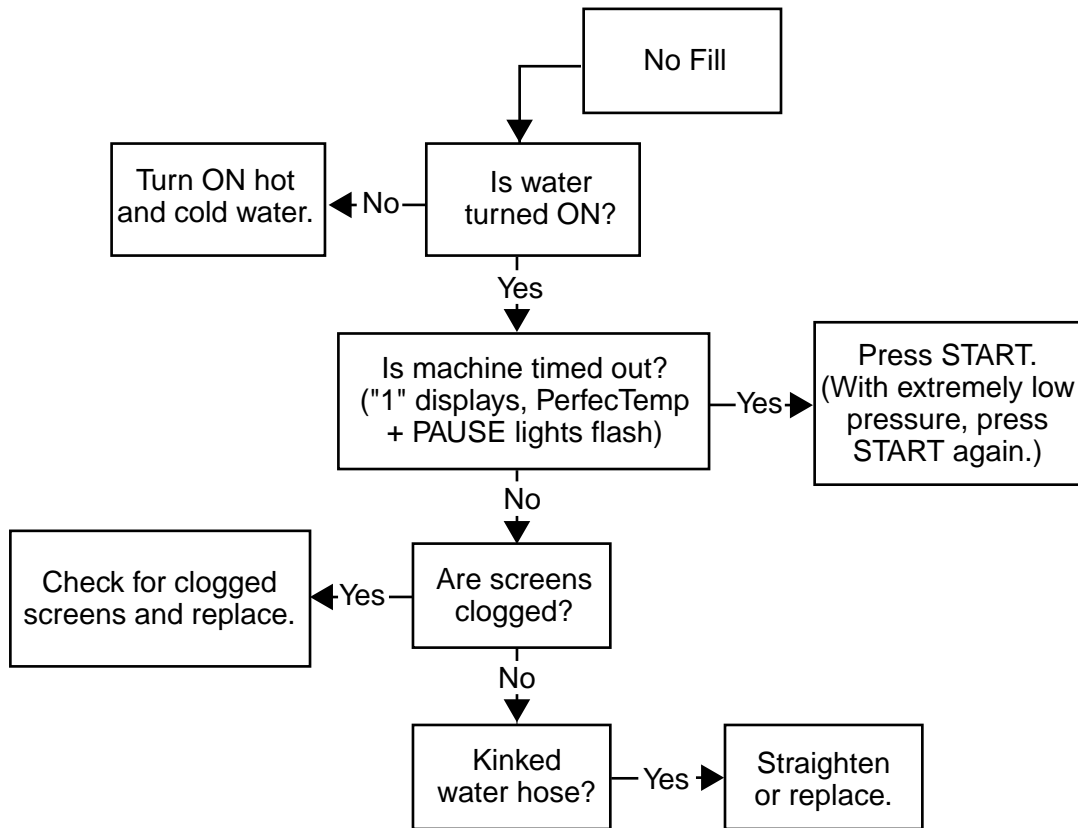 No Fill
Is water
turned ON?
No
Turn ON hot
and cold water.
Yes
Is machine timed out?
("1" displays, PerfecTemp
+ PAUSE lights flash)
Yes
Press START.
(With extremely low
pressure, press
START again.)
No
Are screens
clogged?
Yes
Check for clogged
screens and replace.
No
Kinked
water hose?
Yes
Straighten
or replace.